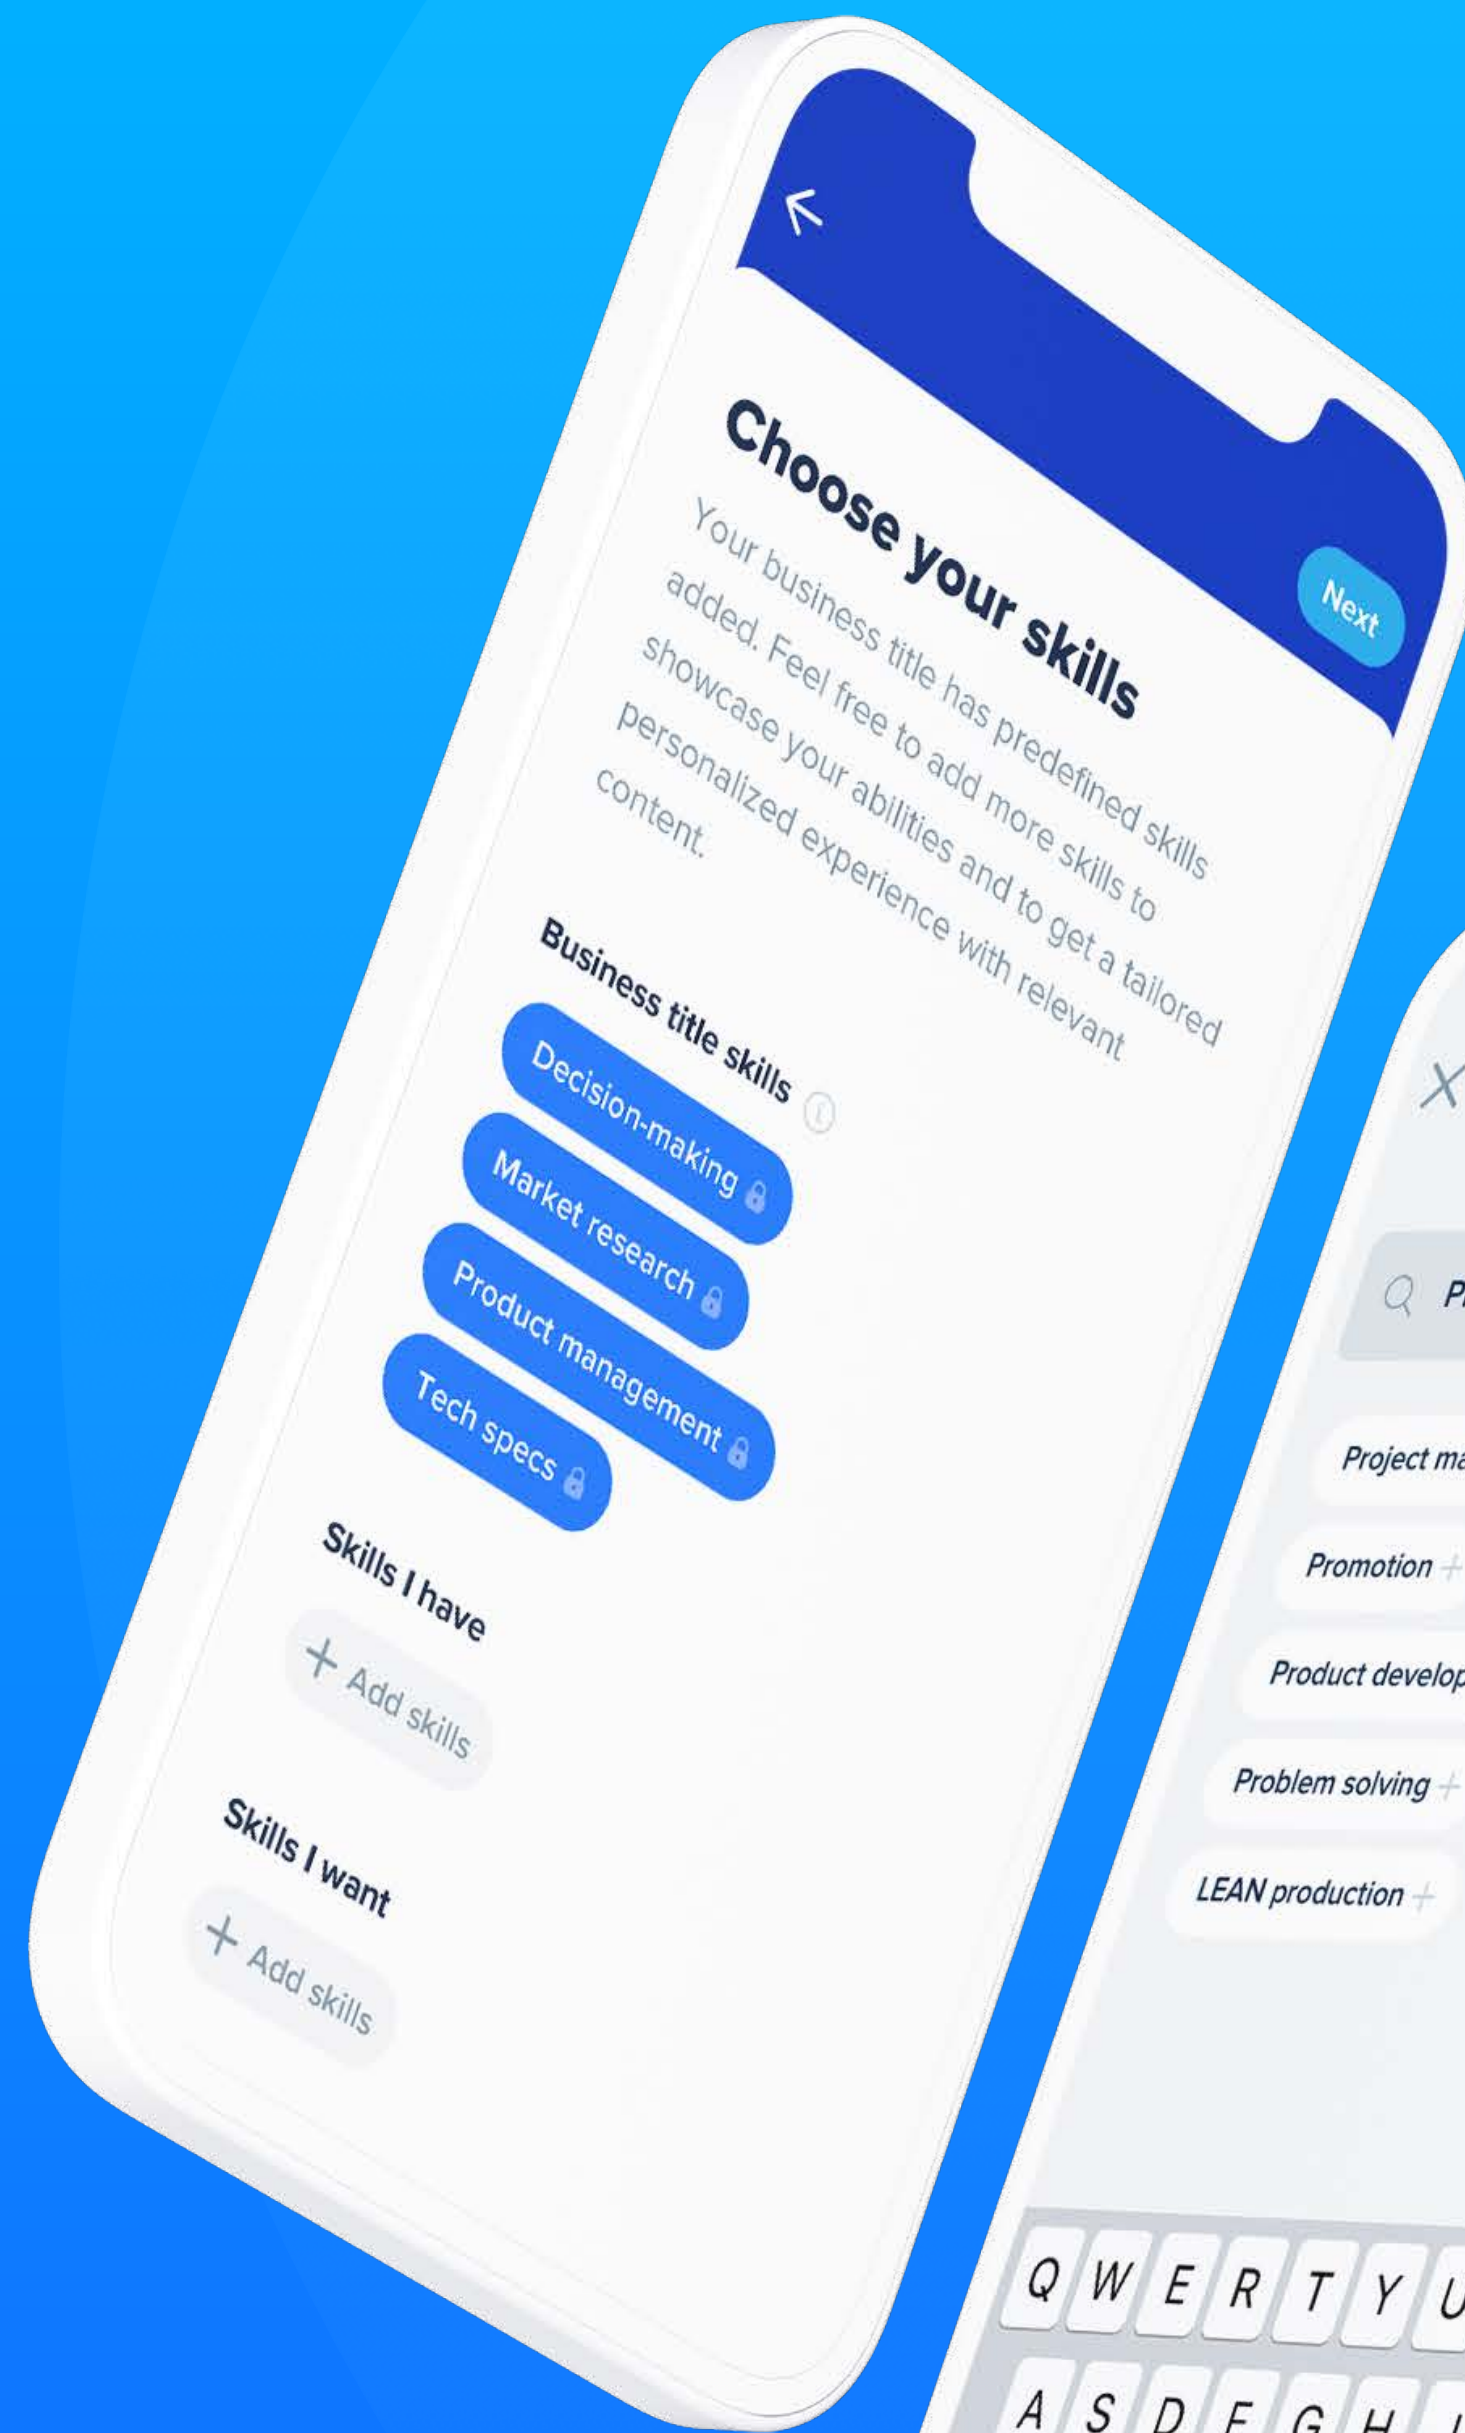 Next
Choose your skills
Your business title has predefined skills
added. Feel free to add more skills to
showcase your abilities and to get a tailored
personalized experience with relevant
content.
Business title skills
Decision-making
Market research
Product management
Tech specs
Skills I have
+ Add skills
Skills I want
+ Add skills
Project
Promotion +
Product
Problem solving +
LEAN production +
Q W E R T Y U
A S D F G H